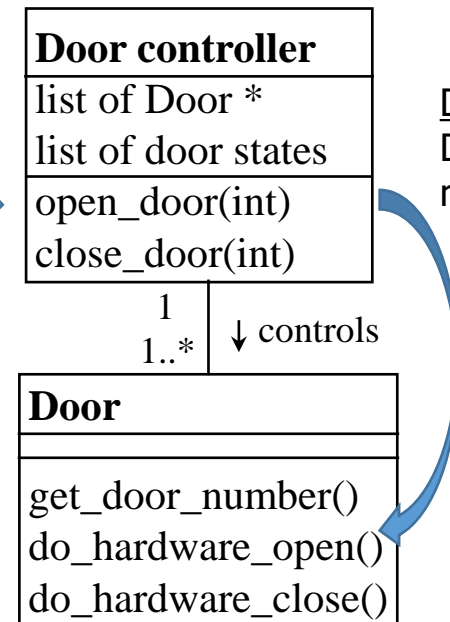 Door controller
list of Door *
list of door states
open_door(int)
close_door(int)
1
1..* ↓ controls
Door
get_door_number()
do_hardware_open()
do_hardware_close()